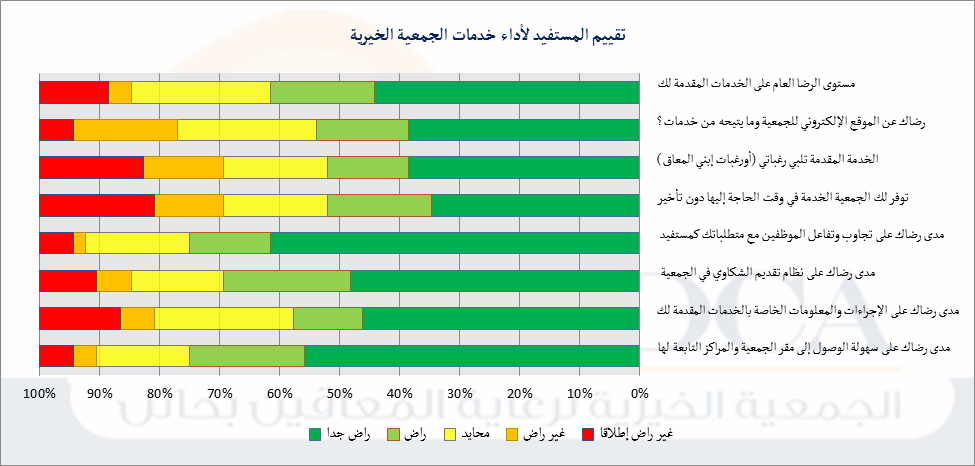 تقييم المستفيد لأداء خدمات الجمعية الخيرية
مستوى الرضا العام على الخدمات المقدمة لك
رضاك عن الموقع الإلكتروني للجمعية وما يتيحه من خدمات ؟
الخدمة المقدمة تلبي رغباتي (أو رغبات إبني المعاق )
توفر لك الجمعية الخدمة في وقت الحاجة إليها دون تأخير
مدى رضاك على تجاوب وتفاعل الموظفين مع متطلباتك كمستفيد
مدى رضاك على نظام تقديم الشكاوي في الجمعية
مدى رضاك على الإجراءات والمعلومات الخاصة بالخدمات المقدمة لك
مدى رضاك على سهولة الوصول إلى مقر الجمعية والمراكز التابعة لها
100% 90% 80% 70% 60% 50% 40% 30% 20% 10% 0%
راض جدا راض محايد غير راض غير راض إطلاقا
DCA
الجمعية الخيرية لرعاية المعاقين بحائل